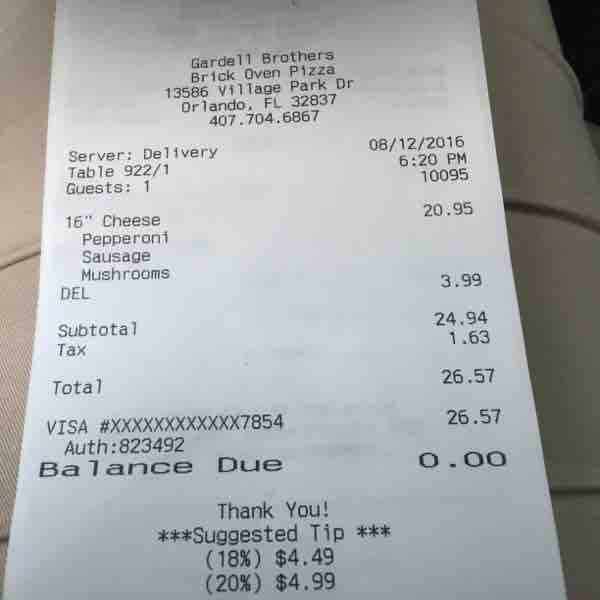 Gardell Brothers
Brick Oven Pizza
13586 Village Park Dr
Orlando, FL 32837
407.704.6867
Server: Delivery 08/12/2016
Table 922/1 6:20 PM
Guests: 1 10095
16" Cheese 20.95
Pepperoni
Sausage
Mushrooms
DEL 3.99
Subtotal 24.94
Tax 1.63
Total 26.57
VISA #XXXXXXXXXXXX7854 26.57
Auth:823492
Balance Due 0.00
Thank You!
***Suggested Tip ***
(18%) $4.49
(20%) $4.99